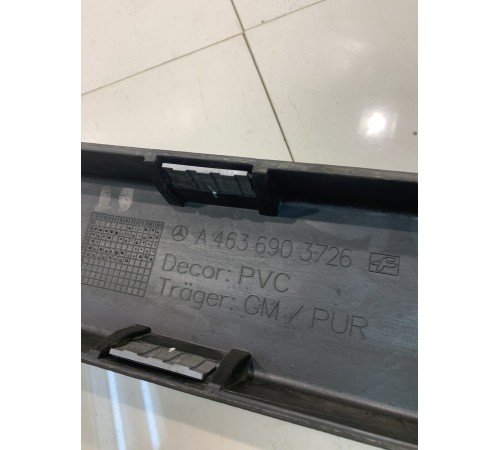 A 463 690 3726
Decor: PVC
Träger: GM / PUR